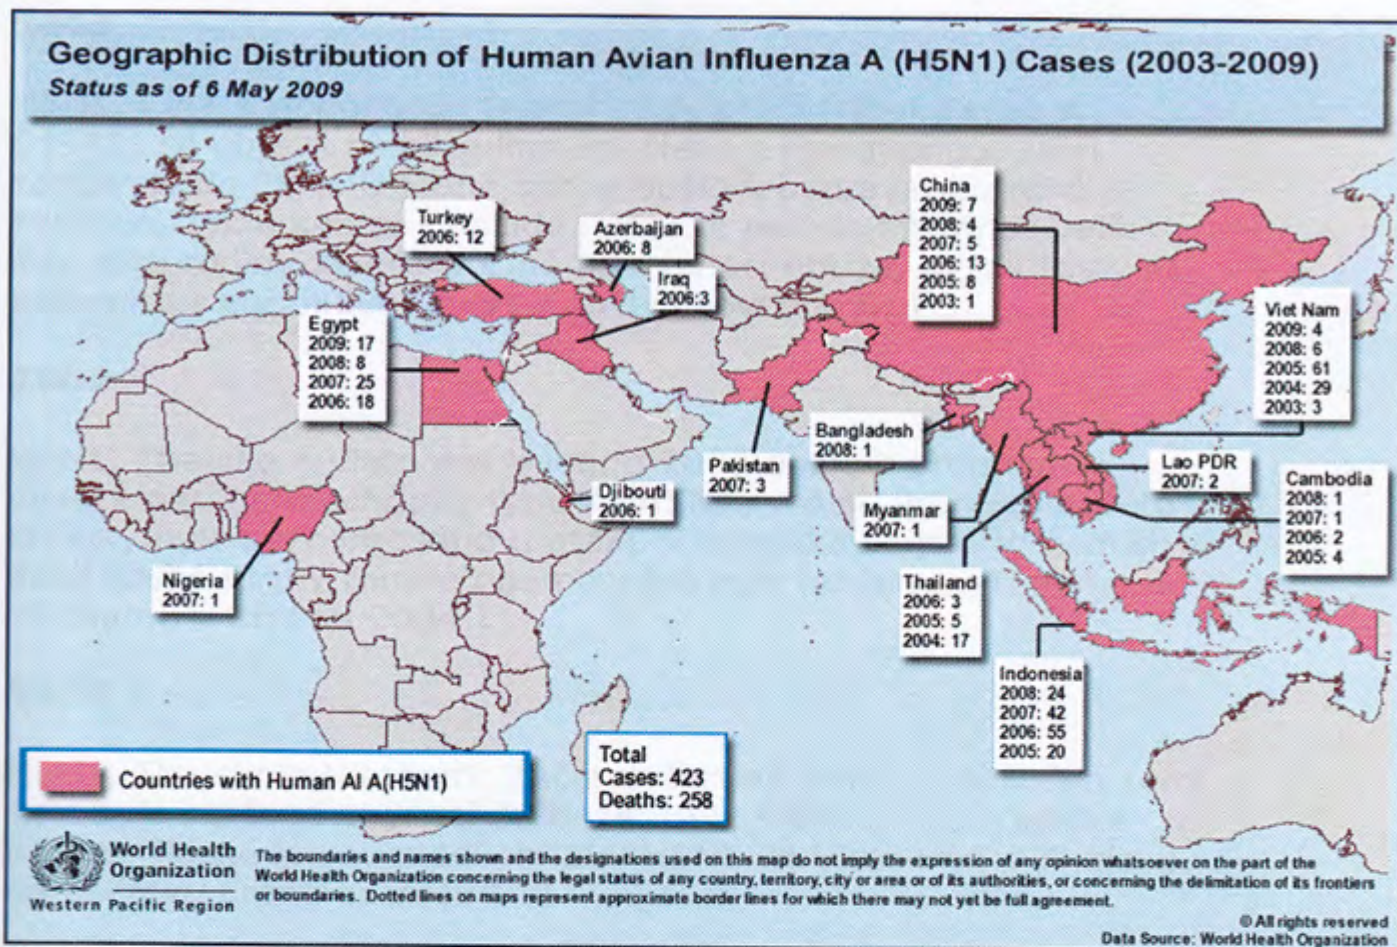 Geographic Distribution of Human Avian Influenza A (H5N1) Cases (2003-2009)
Status as of 6 May 2009
Turkey
2006: 12
Azerbaijan
2006: 8
Iraq
2006:3
China
2009: 7
2008: 4
2007: 5
2006: 13
2005: 8
2003: 1
Egypt
2009: 17
2008: 8
2007: 25
2006: 18
Viet Nam
2009: 4
2008: 6
2005: 61
2004: 29
2003: 3
Bangladesh
2008: 1
Pakistan
2007: 3
Lao PDR
2007: 2
Cambodia
2008: 1
2007: 1
2006: 2
2005: 4
Djibouti
2006: 1
Myanmar
2007: 1
Nigeria
2007: 1
Thailand
2006: 3
2005: 5
2004: 17
Indonesia
2008: 24
2007: 42
2006: 55
2005: 20
Countries with Human AI A(H5N1)
Total
Cases: 423
Deaths: 258
World Health
Organization
Western Pacific Region
The boundaries and names shown and the designations used on this map do not imply the expression of any opinion whatsoever on the part of the
World Health Organization concerning the legal status of any country, territory, city or area or of its authorities, or concerning the delimitation of its frontiers
or boundaries. Dotted lines on maps represent approximate border lines for which there may not yet be full agreement.
© All rights reserved
Data Source: World Health Organization